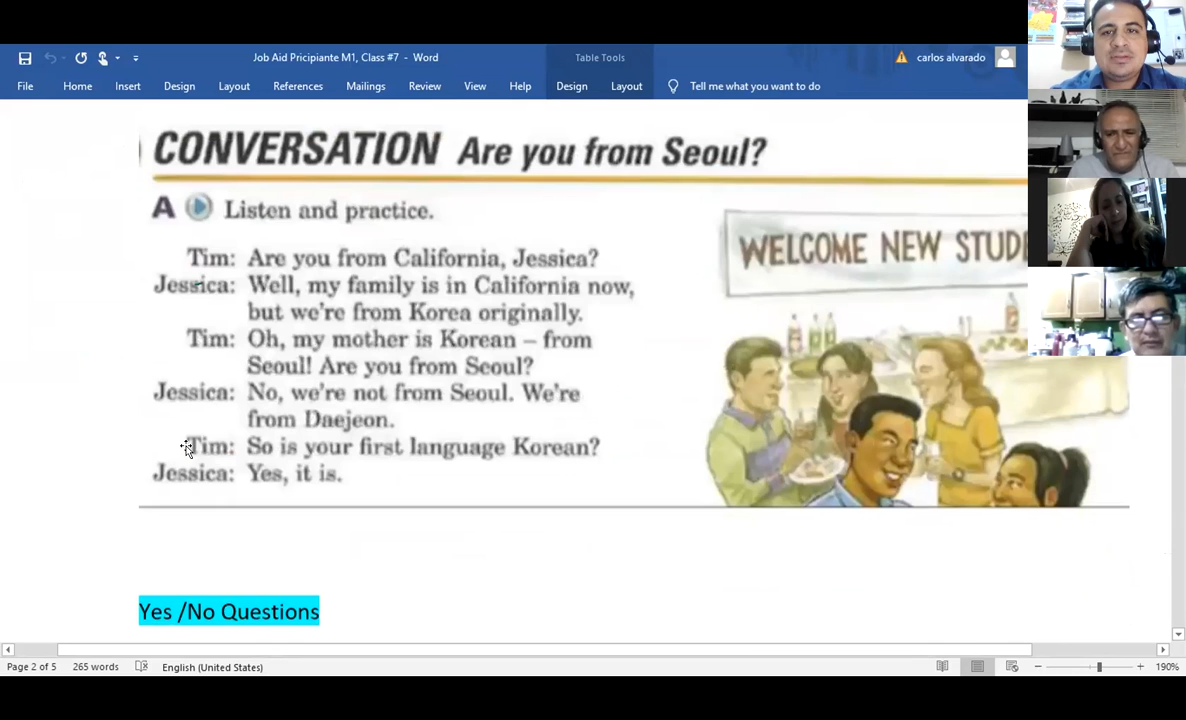 Job Aid Pricipiante M1, Class #7 - Word
Table Tools
carlos alvarado
File Home Insert Design Layout References Mailings Review View Help Design Layout Tell me what you want to do
CONVERSATION Are you from Seoul?
A Listen and practice.
Tim: Are you from California, Jessica?
Jessica: Well, my family is in California now,
but we're from Korea originally.
Tim: Oh, my mother is Korean – from
Seoul! Are you from Seoul?
Jessica: No, we're not from Seoul. We're
from Daejeon.
Tim: So is your first language Korean?
Jessica: Yes, it is.
WELCOME NEW STUD
Yes /No Questions
Page 2 of 5 265 words English (United States) 190%